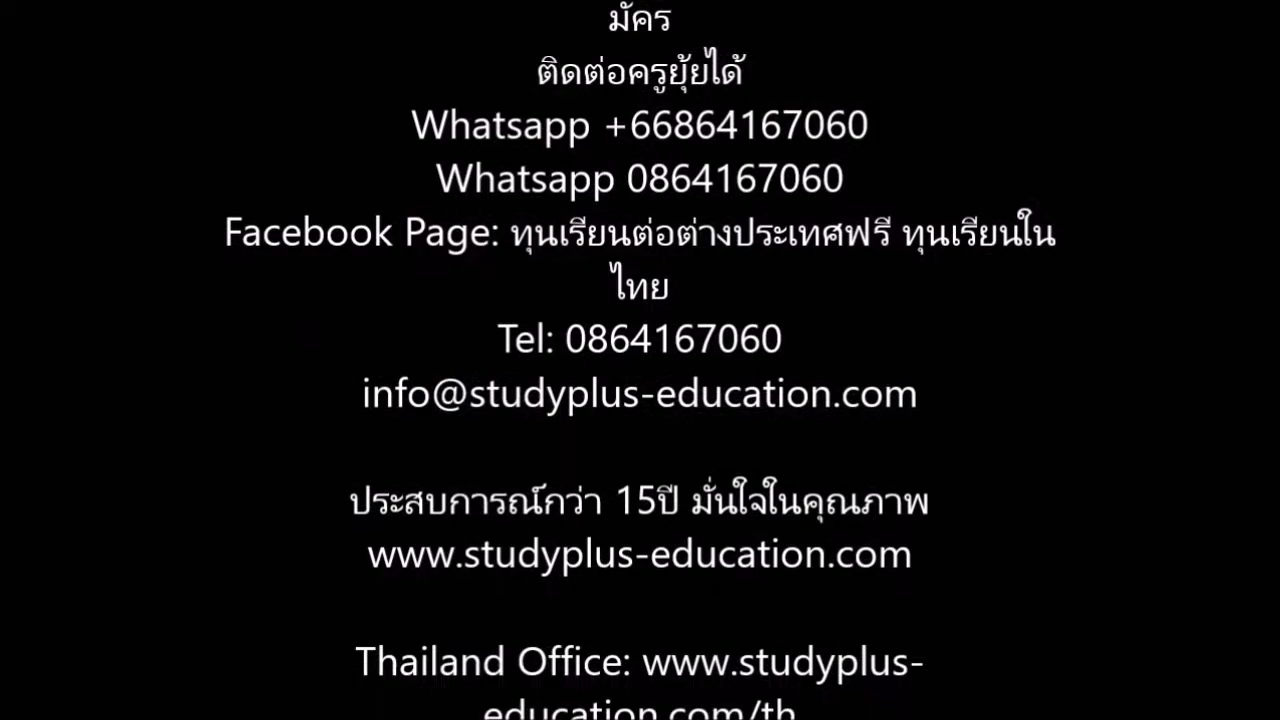 มัคร
ติดต่อครูยุ้ยได้
Whatsapp +66864167060
Whatsapp 0864167060
Facebook Page: ทุนเรียนต่อต่างประเทศฟรี ทุนเรียนใน
ไทย
Tel: 0864167060
info@studyplus-education.com
ประสบการณ์กว่า 15ปี มั่นใจในคุณภาพ
www.studyplus-education.com
Thailand Office: www.studyplus-
education.com/th